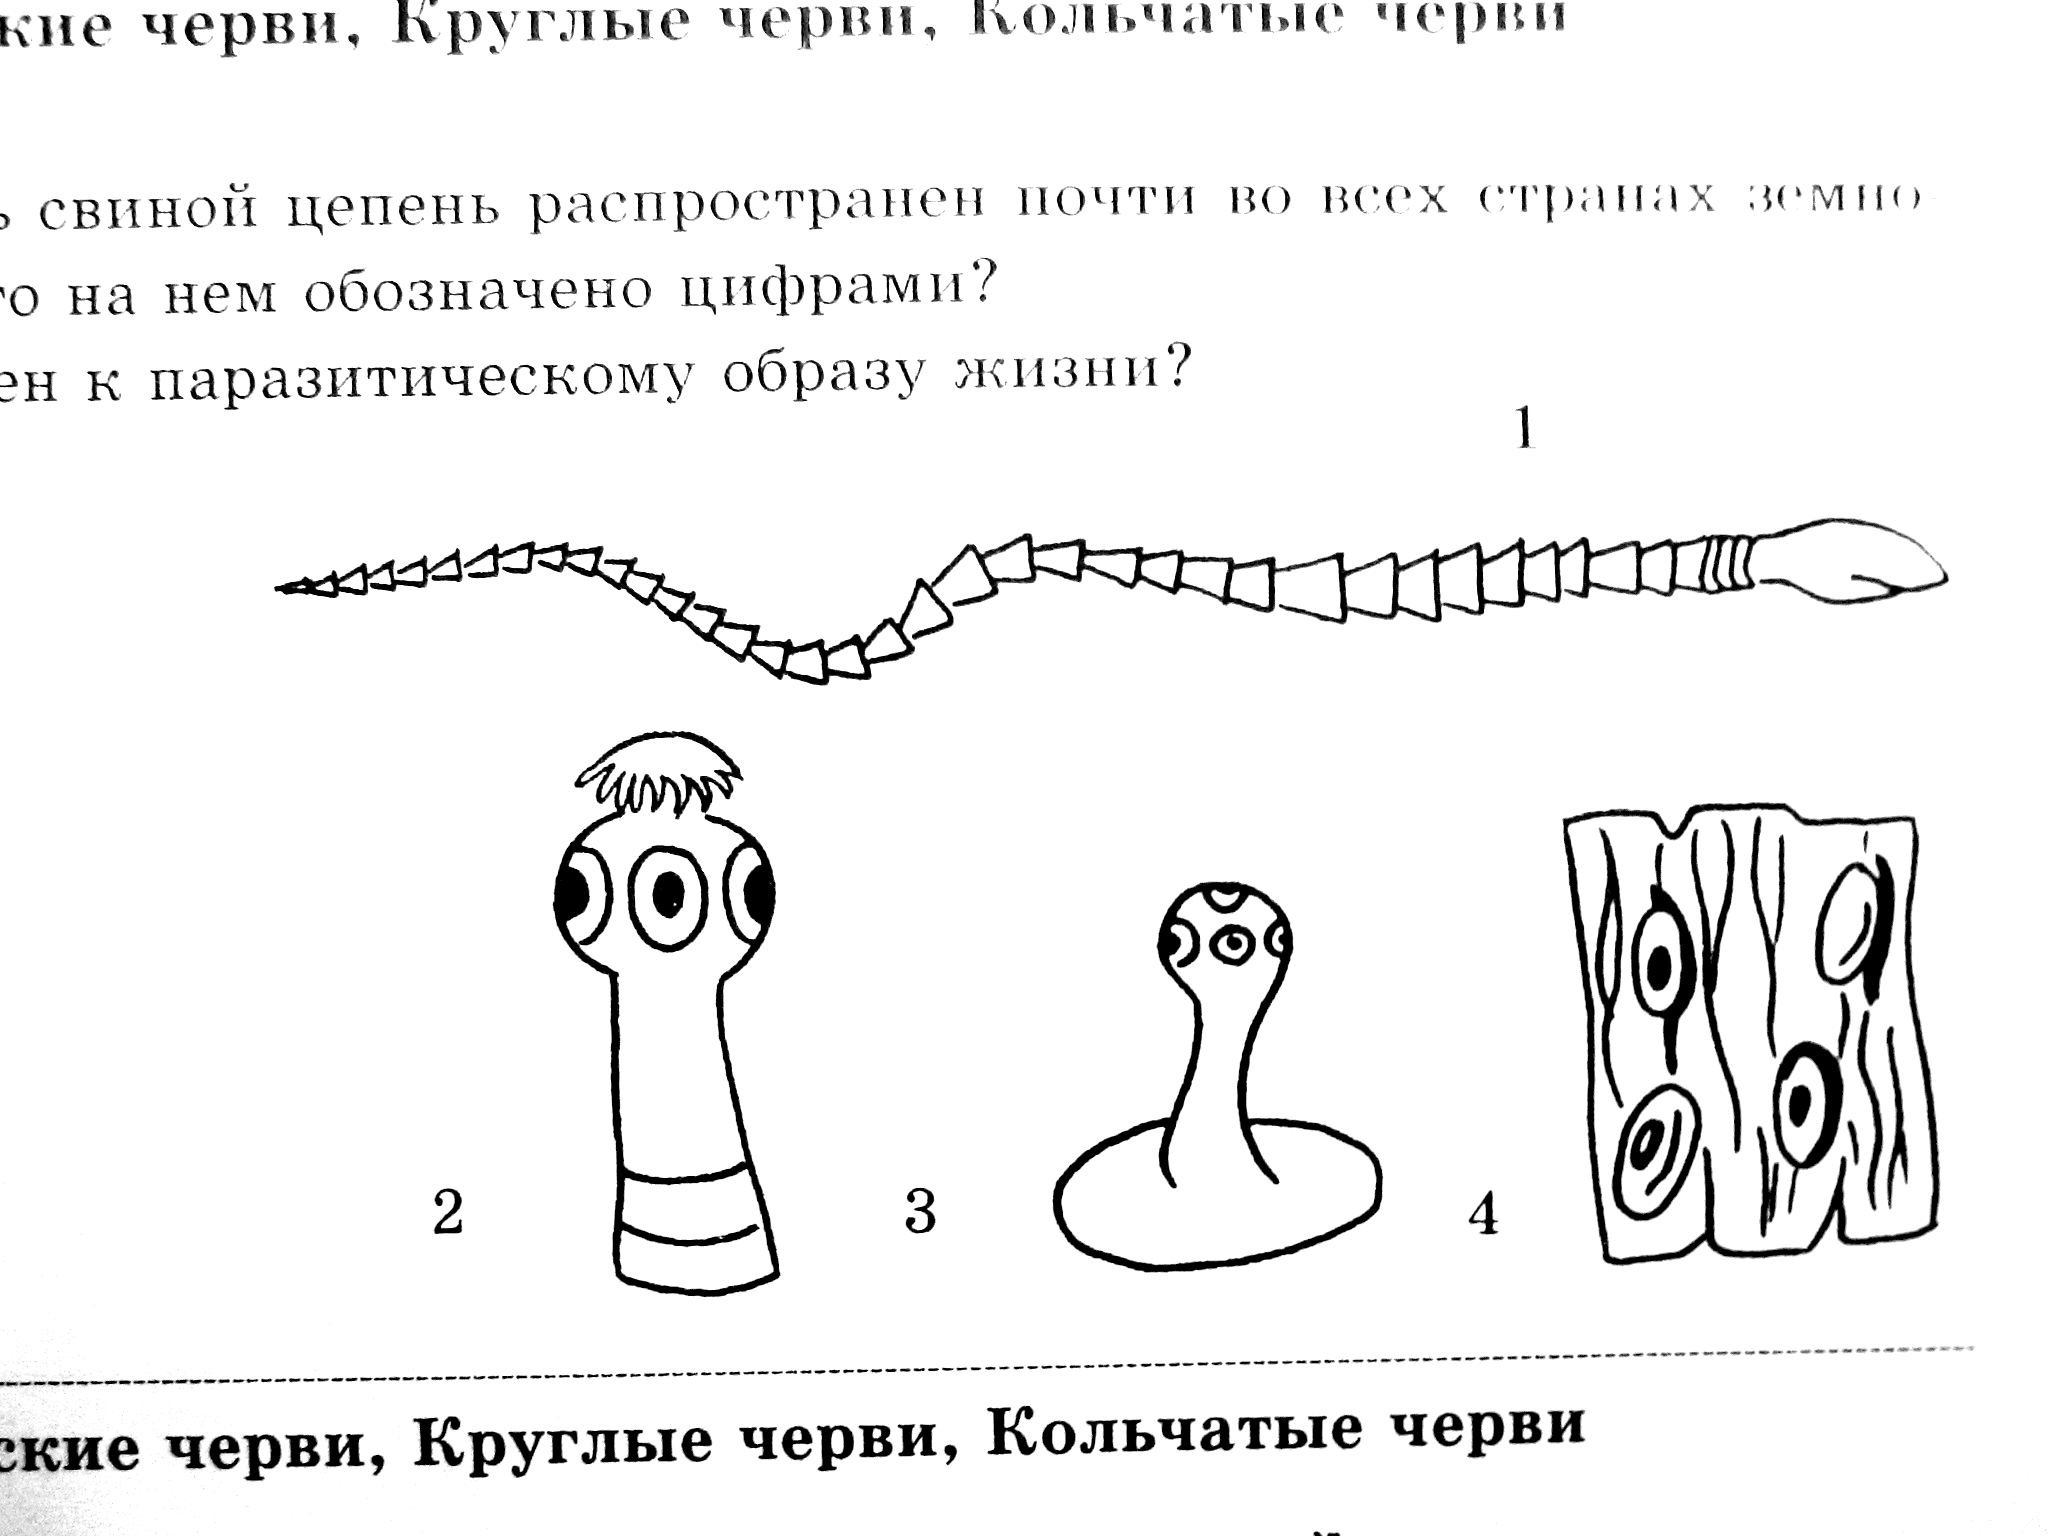 кие черви, Круглые черви, Кольчатые черви
ь свиной цепень распространен почти во всех странах земно
го на нем обозначено цифрами?
ен к паразитическому образу жизни?
1
2
3
4
ские черви, Круглые черви, Кольчатые черви